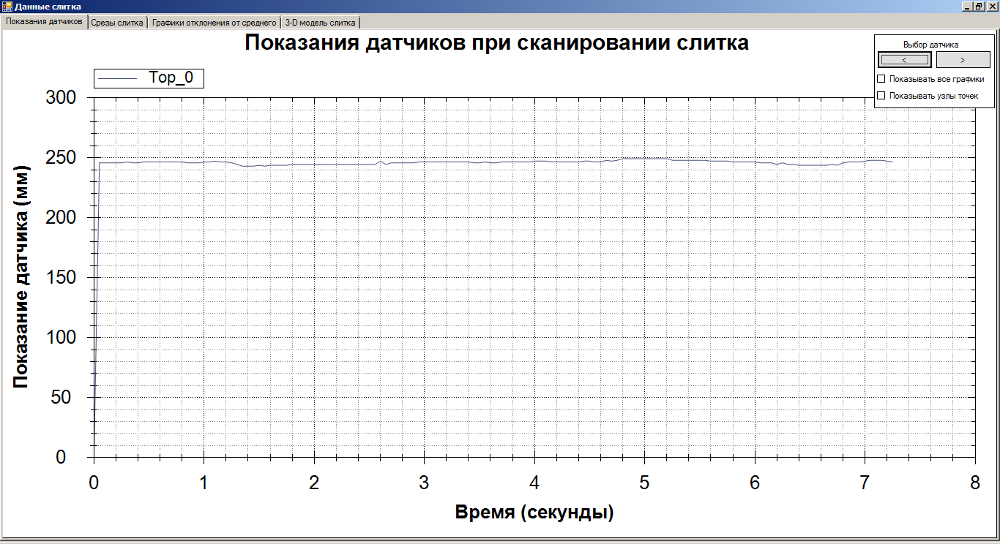 Данные слитка
Показания датчиков Срезы слитка Графики отклонения от среднего 3-D модель слитка
Показания датчиков при сканировании слитка
Выбор датчика
< >
Показывать все графики
Показывать узлы точек
Top_0
Показание датчика (мм)
300
250
200
150
100
50
0
0 1 2 3 4 5 6 7 8
Время (секунды)